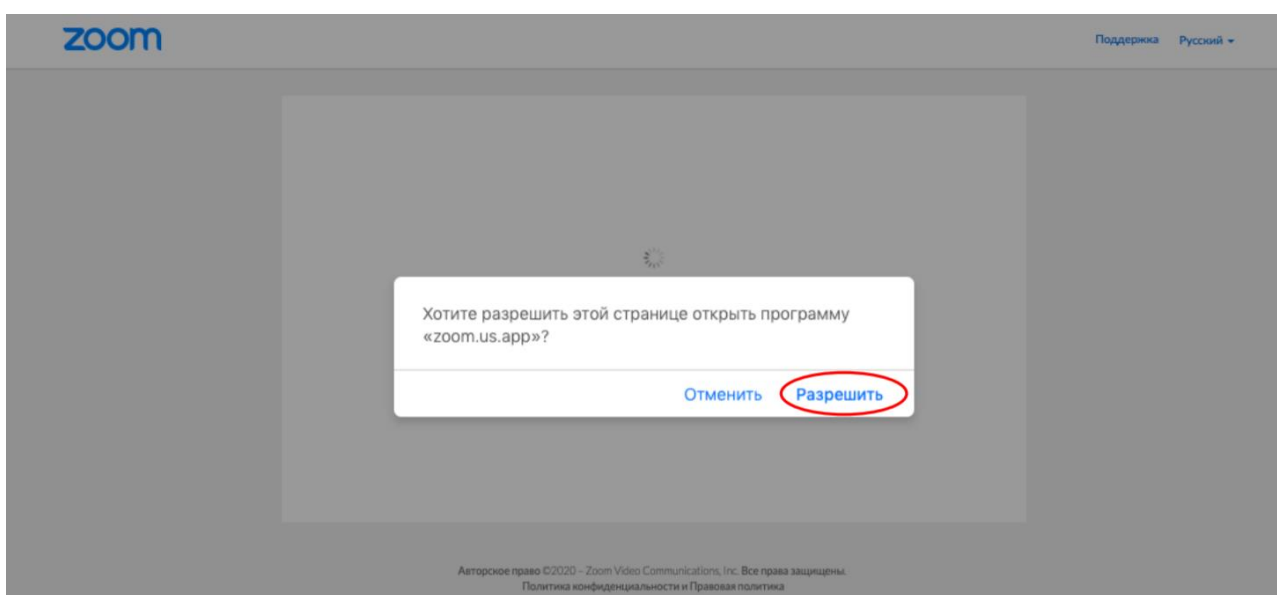 zoom
Поддержка Русский
Хотите разрешить этой странице открыть программу
«zoom.us.app»?
Отменить Разрешить
Авторское право ©2020 – Zoom Video Communications, Inc. Все права защищены.
Политика конфиденциальности и Правовая политика